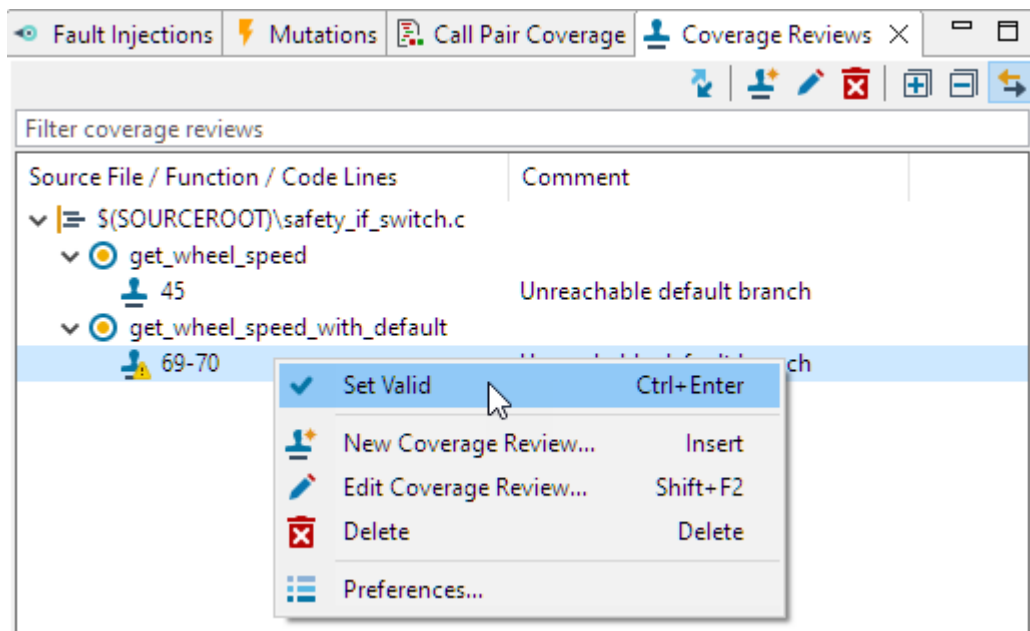 Fault Injections Mutations Call Pair Coverage Coverage Reviews
Filter coverage reviews
Source File / Function / Code Lines Comment
$(SOURCEROOT)\safety_if_switch.c
get_wheel_speed
45 Unreachable default branch
get_wheel_speed_with_default
69-70
Set Valid Ctrl+Enter
New Coverage Review... Insert
Edit Coverage Review... Shift+F2
Delete Delete
Preferences...